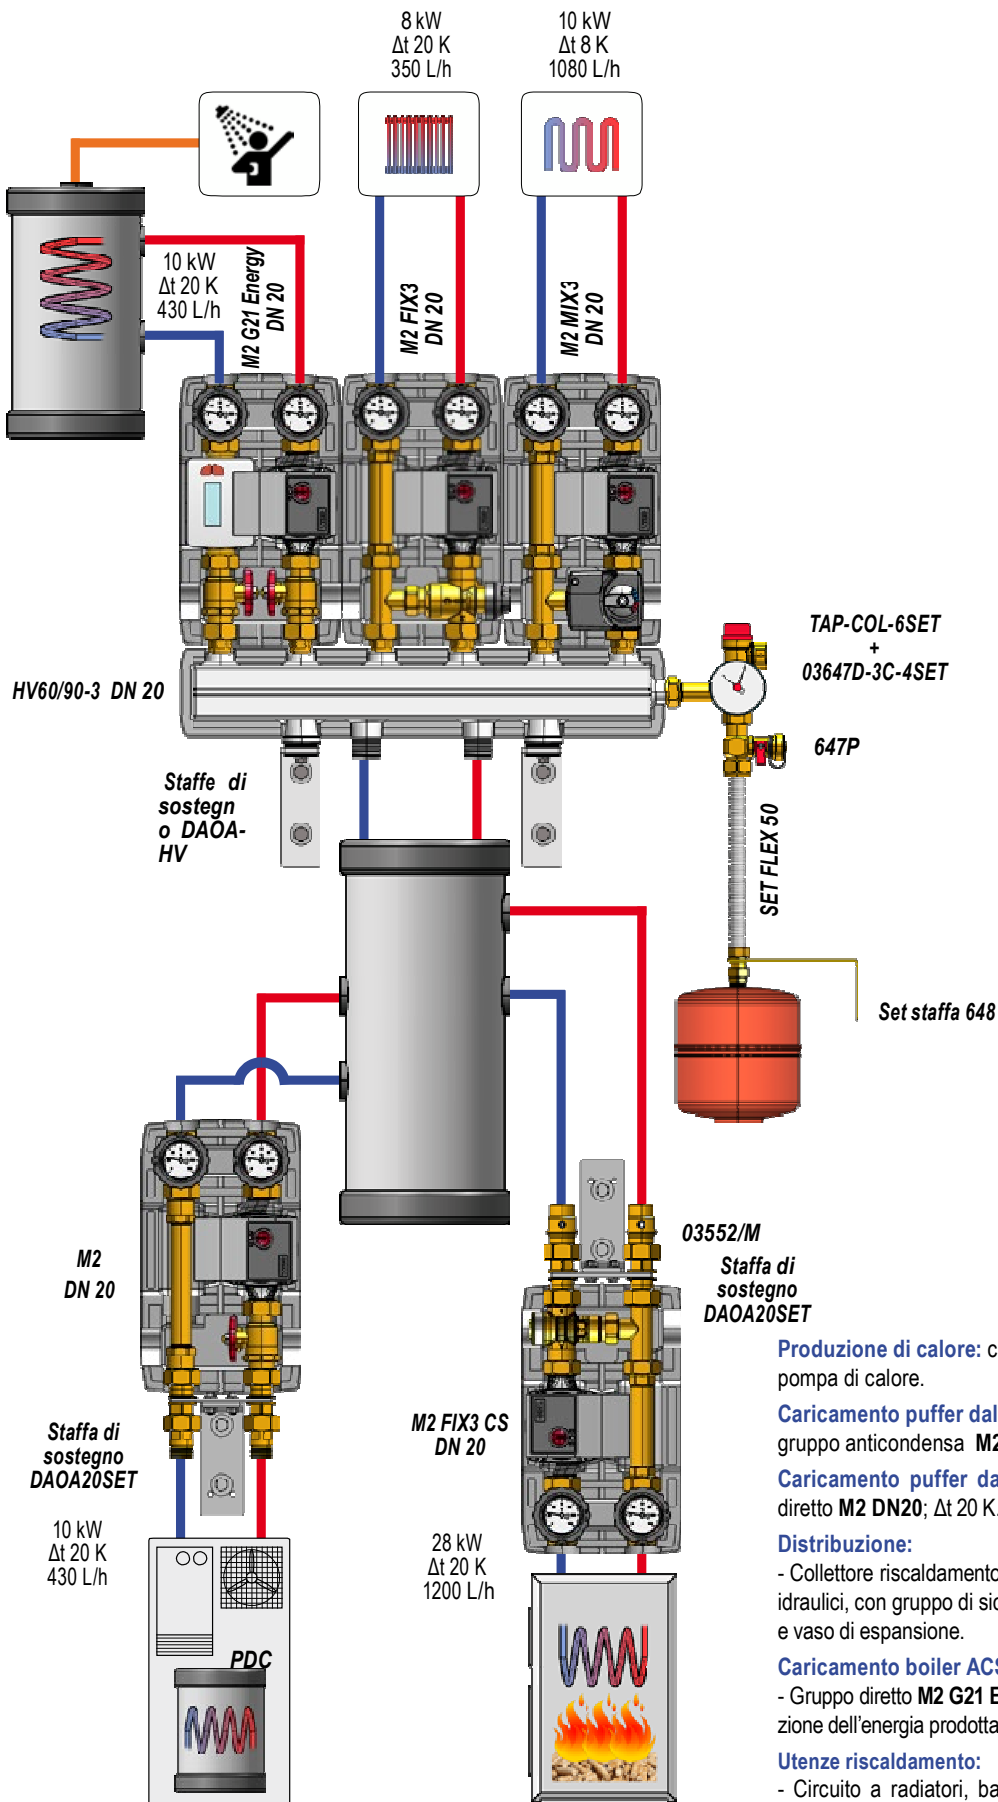 8 kW
Δt 20 K
350 L/h
10 kW
Δt 8 K
1080 L/h
10 kW
Δt 20 K
430 L/h
M2 G21 Energy
DN 20
M2 FIX3
DN 20
M2 MIX3
DN 20
TAP-COL-6SET
+
03647D-3C-4SET
HV60/90-3 DN 20
647P
Staffe di
sostegn
o DAOA-
HV
SET FLEX 50
Set staffa 648
M2
DN 20
03552/M
Staffa di
sostegno
DAOA20SET
M2 FIX3 CS
DN 20
Staffa di
sostegno
DAOA20SET
10 kW
Δt 20 K
430 L/h
28 kW
Δt 20 K
1200 L/h
PDC
Produzione di calore: c
pompa di calore.
Caricamento puffer dal
gruppo anticondensa M2
Caricamento puffer da
diretto M2 DN20; Δt 20 K.
Distribuzione:
- Collettore riscaldamento
idraulici, con gruppo di sic
e vaso di espansione.
Caricamento boiler ACS
- Gruppo diretto M2 G21 E
zione dell'energia prodotta
Utenze riscaldamento:
- Circuito a radiatori, ba